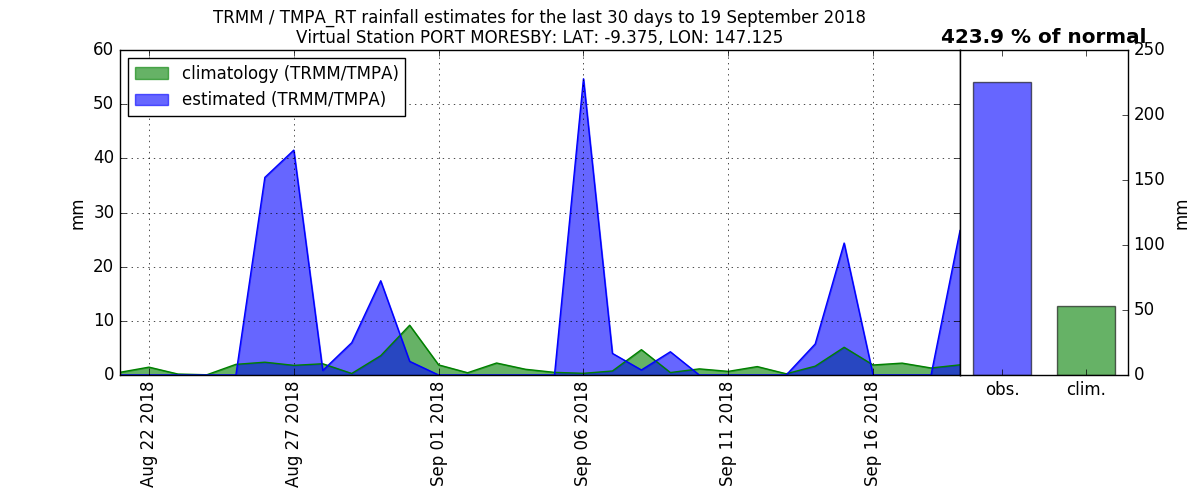 TRMM / TMPA_RT rainfall estimates for the last 30 days to 19 September 2018
Virtual Station PORT MORESBY: LAT: -9.375, LON: 147.125
423.9 % of normal
climatology (TRMM/TMPA)
estimated (TRMM/TMPA)
60
50
40
30
20
10
0
mm
Aug 22 2018
Aug 27 2018
Sep 01 2018
Sep 06 2018
Sep 11 2018
Sep 16 2018
obs.
clim.
250
200
150
100
50
0
mm